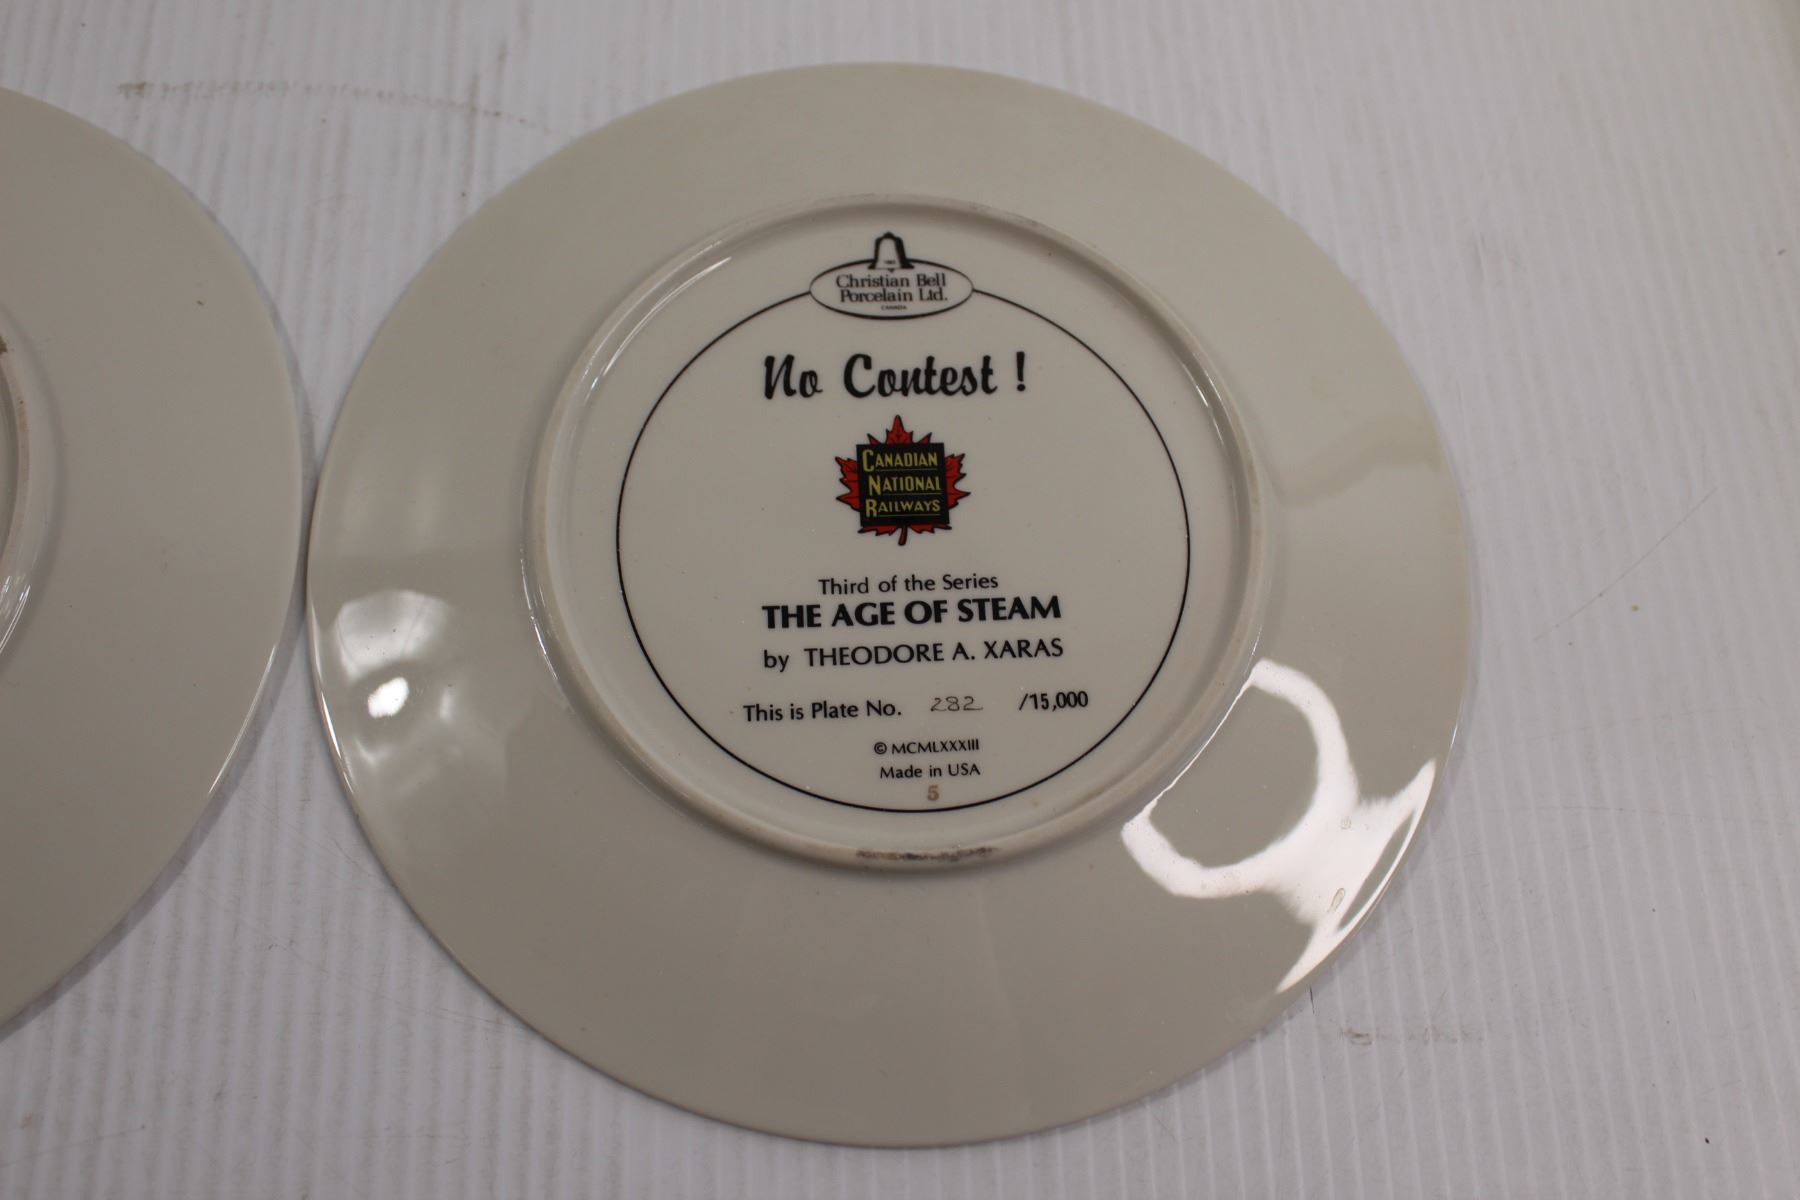 Christian Bell
Porcelain Ltd.
CANADA
No Contest !
CANADIAN
NATIONAL
RAILWAYS
Third of the Series
THE AGE OF STEAM
by THEODORE A. XARAS
This is Plate No. 282 /15,000
© MCMLXXXIII
Made in USA
5